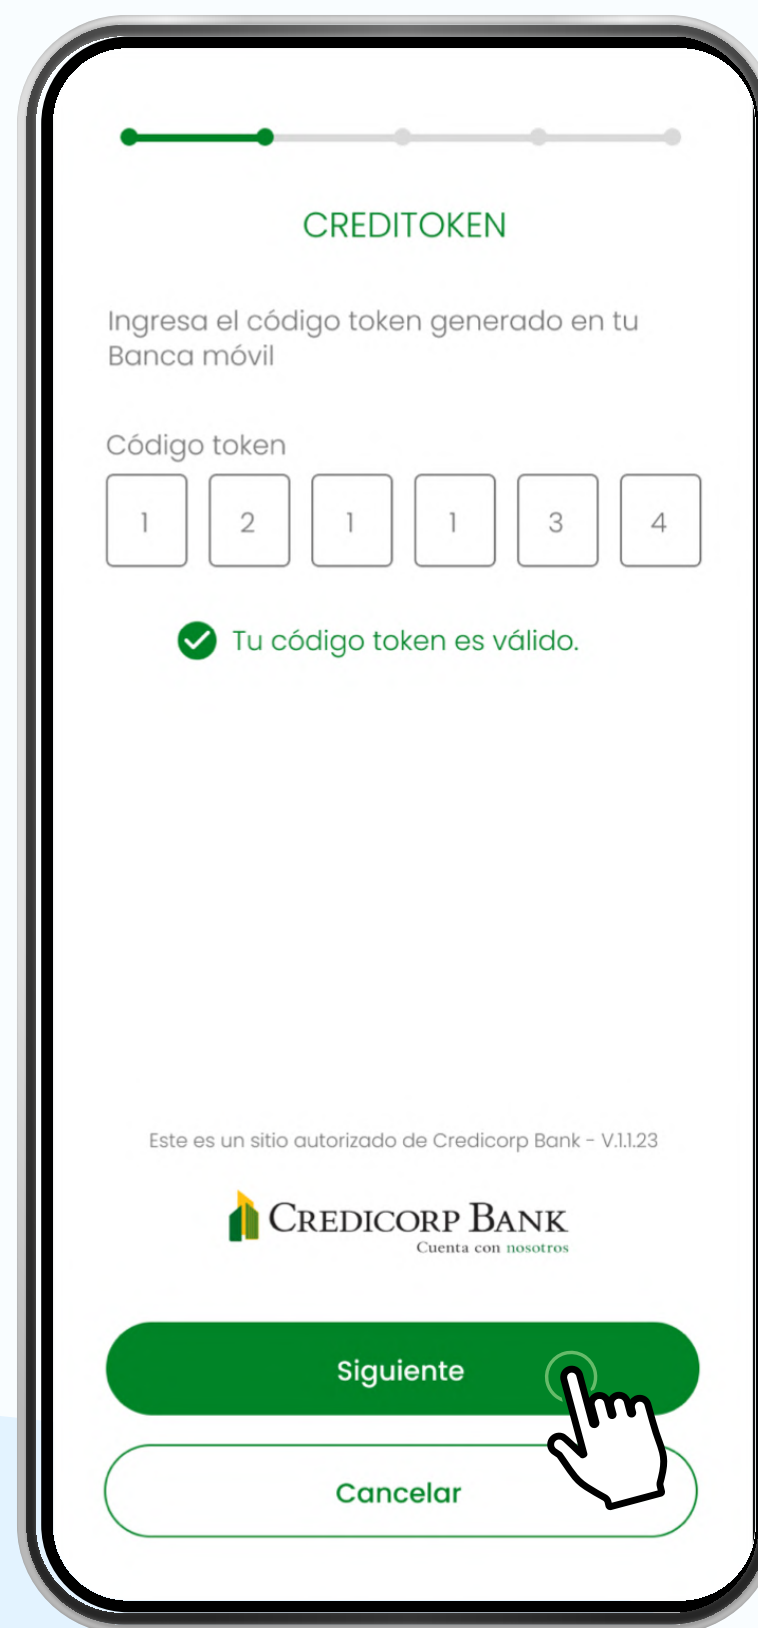 CREDITOKEN
Ingresa el código token generado en tu
Banca móvil
Código token
1 2 1 1 3 4
Tu código token es válido.
Este es un sitio autorizado de Credicorp Bank - V.1.1.23
CREDICORP BANK
Cuenta con nosotros
Siguiente
Cancelar